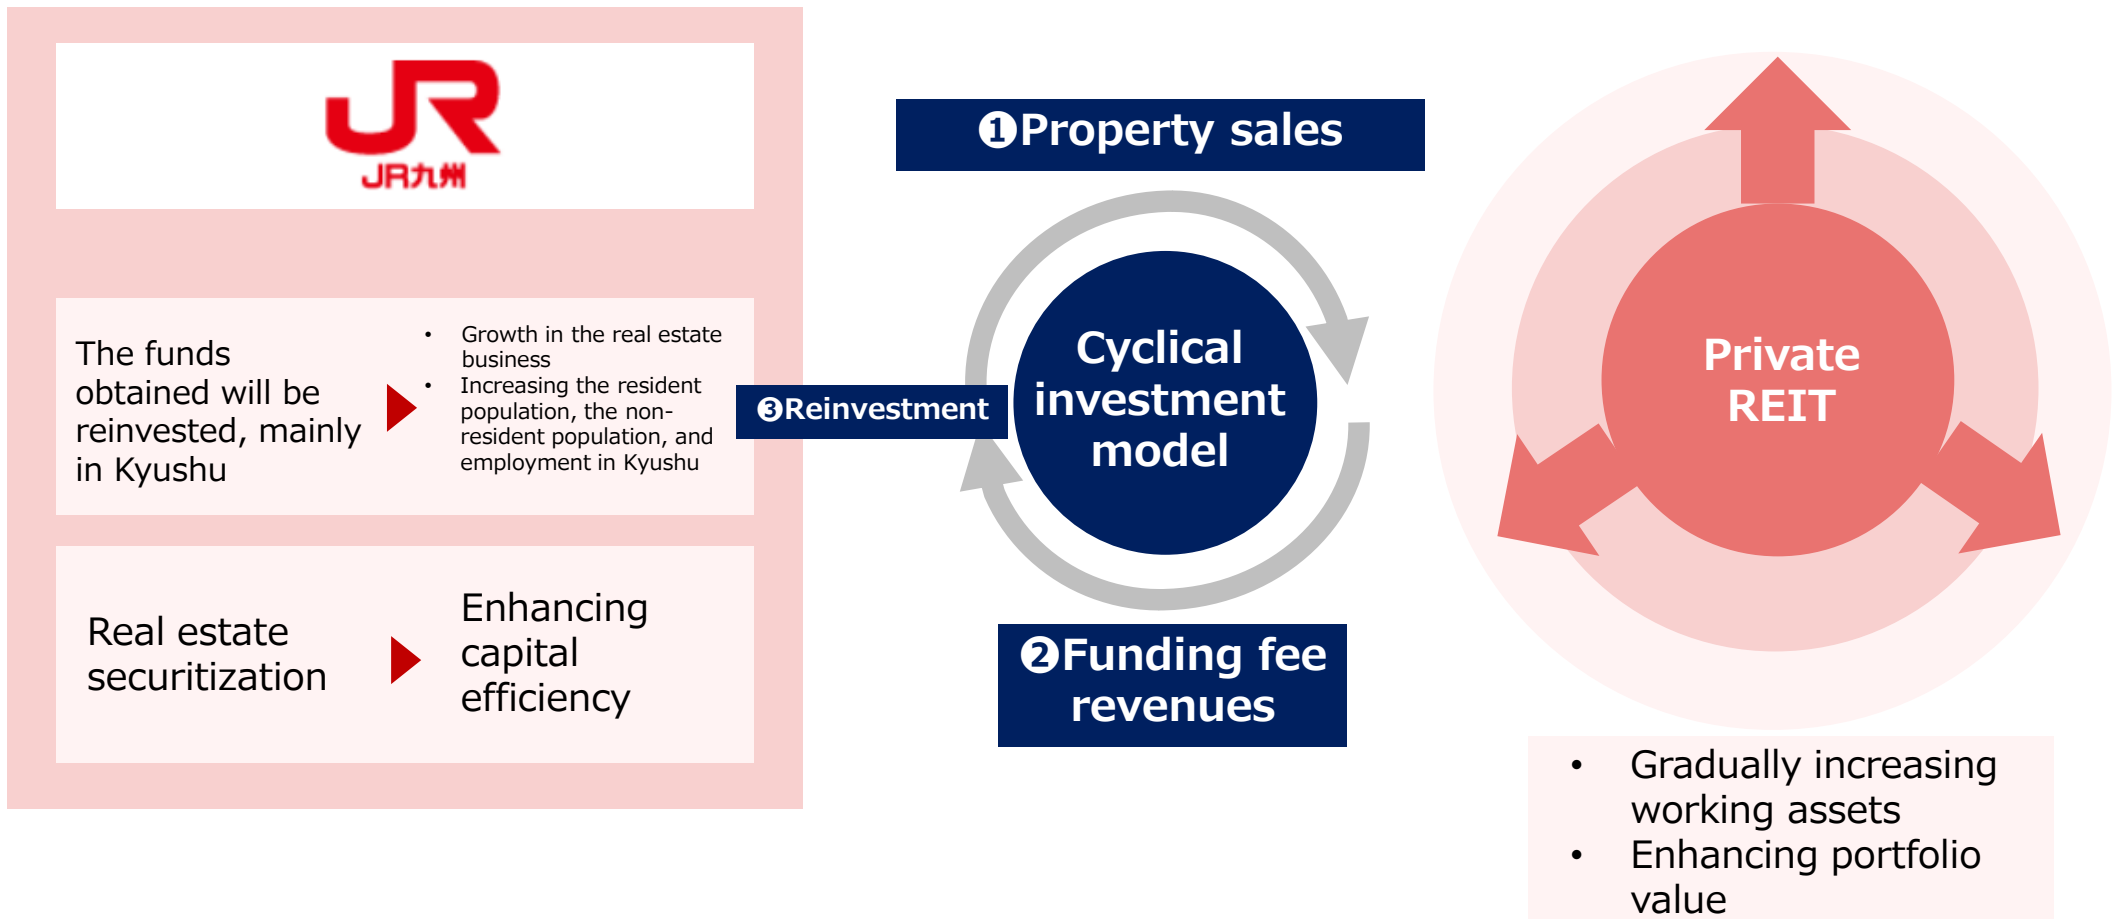 JR
JR九州
The funds
obtained will be
reinvested, mainly
in Kyushu
• Growth in the real estate
business
• Increasing the resident
population, the non-
resident population, and
employment in Kyushu
Real estate
securitization
Enhancing
capital
efficiency
❶Property sales
❸Reinvestment
Cyclical
investment
model
❷Funding fee
revenues
Private
REIT
• Gradually increasing
working assets
• Enhancing portfolio
value